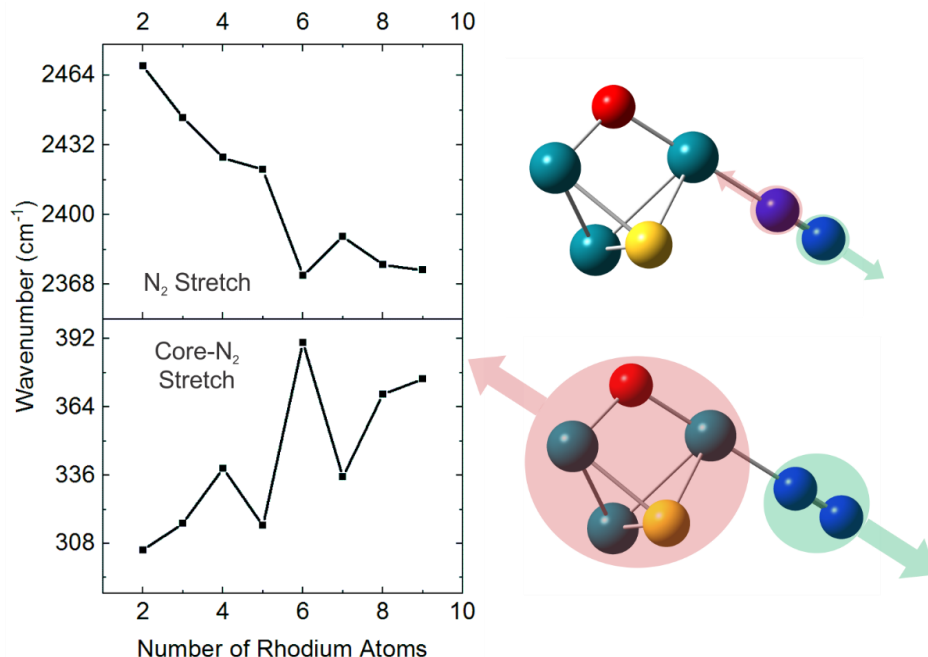 2 4 6 8 10
2464
2432
2400
2368
N₂ Stretch
392
364
336
308
Core-N₂
Stretch
Wavenumber (cm⁻¹)
2 4 6 8 10
Number of Rhodium Atoms